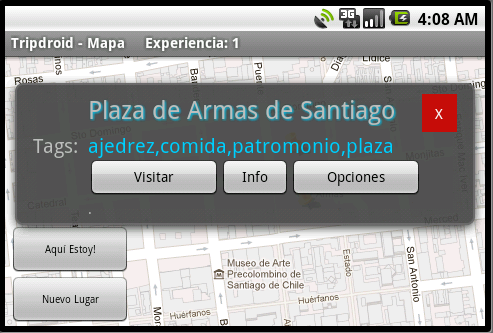 3G
4:08 AM
Tripdroid - Mapa Experiencia: 1
Rosas
Puente
Lidice
Plaza de Armas de Santiago
X
Tags: ajedrez,comida,patromonio,plaza
Visitar
Info
Opciones
.
Aquí Estoy!
Museo de Arte
Precolombino de
Santiago de Chile
Estado
San Antonio
Nuevo Lugar
Huérfanos
Huérfanos